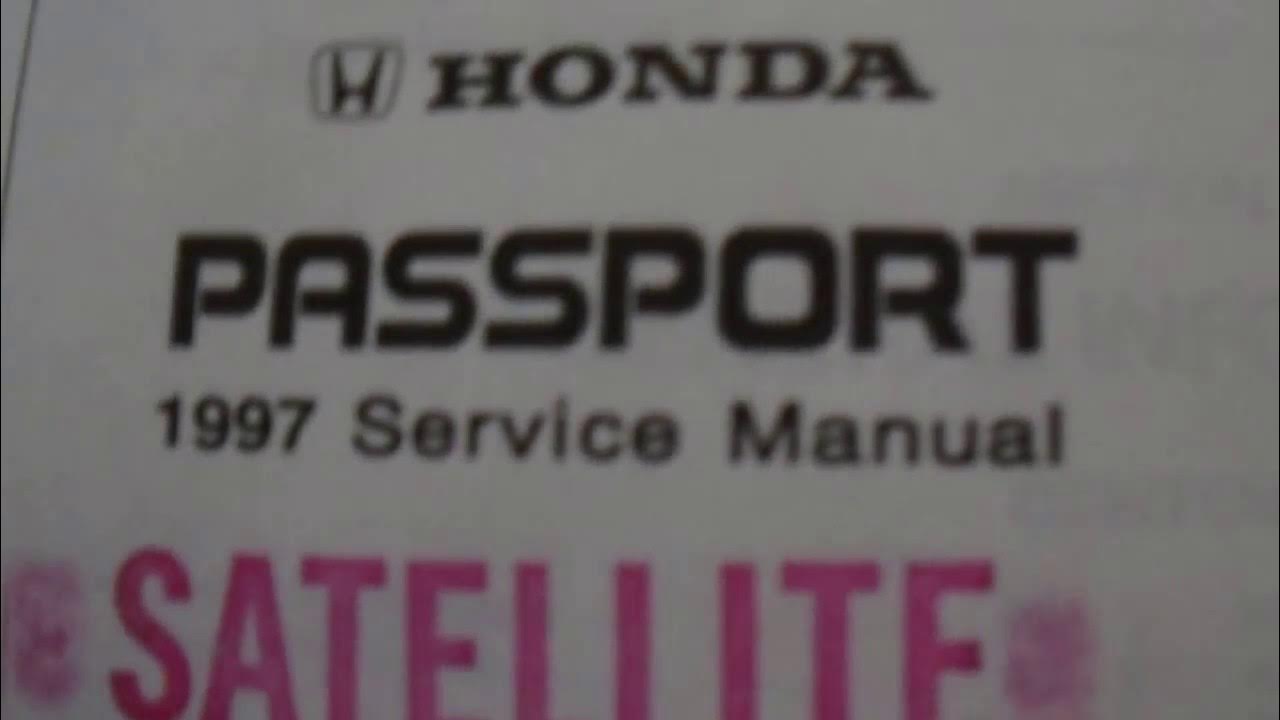 HONDA
PASSPORT
1997 Service Manual
SATELLITE